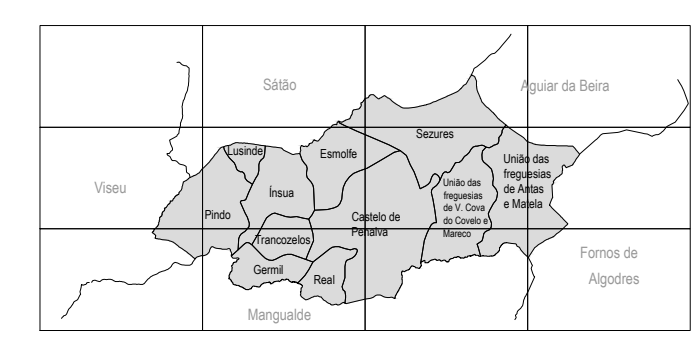 Sátão
Aguiar da Beira
Sezures
Lusinde
Esmolfe
União das
freguesias
de Antas
e Matela
Viseu
Ínsua
União das
freguesias
de V. Cova
do Covelo e
Mareco
Pindo
Castelo de
Penalva
Trancozelos
Fornos de
Algodres
Germil
Real
Mangualde